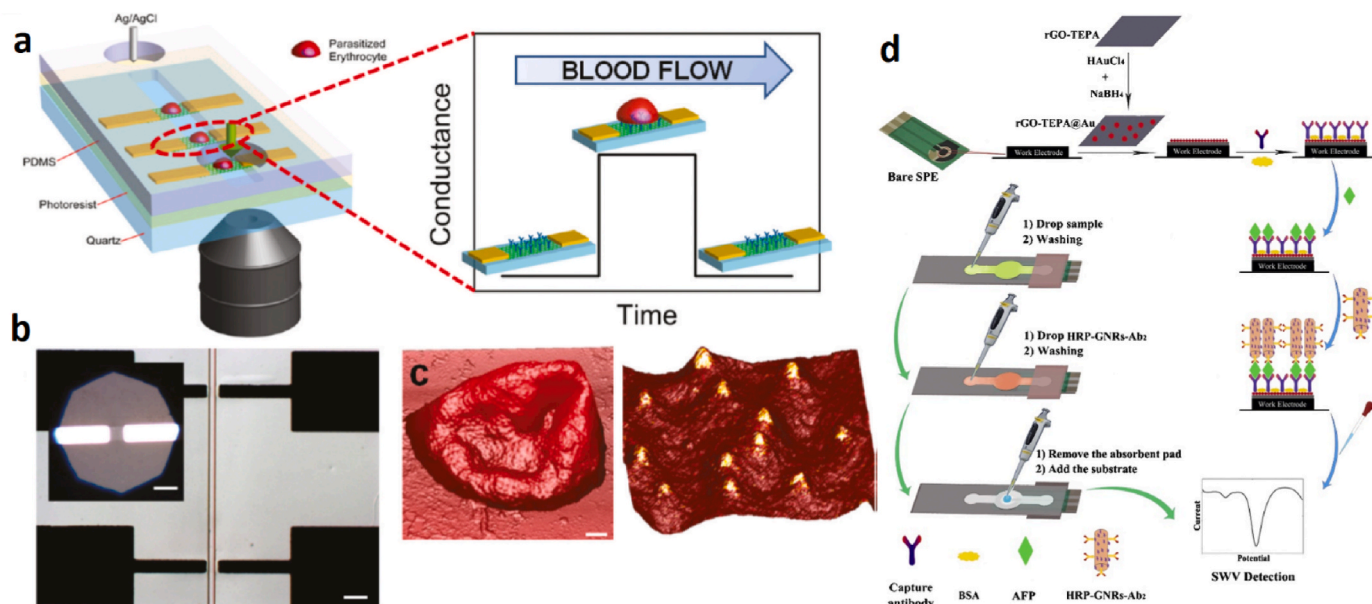 a
Ag/AgCl
Parasitized
Erythrocyte
PDMS
Photoresist
Quartz
BLOOD FLOW
Conductance
Time
b
c
d
rGO-TEPA
HAuCl₄
+
NaBH₄
rGO-TEPA@Au
Bare SPE
Work Electrode
Work Electrode
Work Electrode
1) Drop sample
2) Washing
Work Electrode
1) Drop HRP-GNRs-Ab₂
2) Washing
Work Electrode
1) Remove the absorbent pad
2) Add the substrate
Current
Potential
SWV Detection
Capture
antibody
BSA
AFP
HRP-GNRs-Ab₂